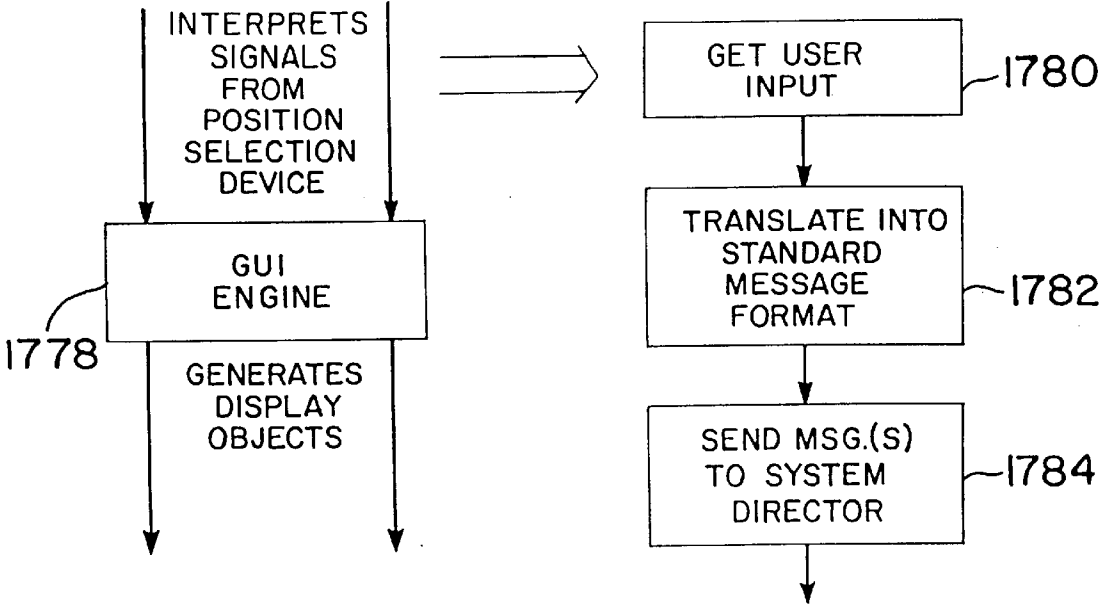 INTERPRETS
SIGNALS
FROM
POSITION
SELECTION
DEVICE
GUI
ENGINE
1778
GENERATES
DISPLAY
OBJECTS
GET USER
INPUT
1780
TRANSLATE INTO
STANDARD
MESSAGE
FORMAT
1782
SEND MSG.(S)
TO SYSTEM
DIRECTOR
1784